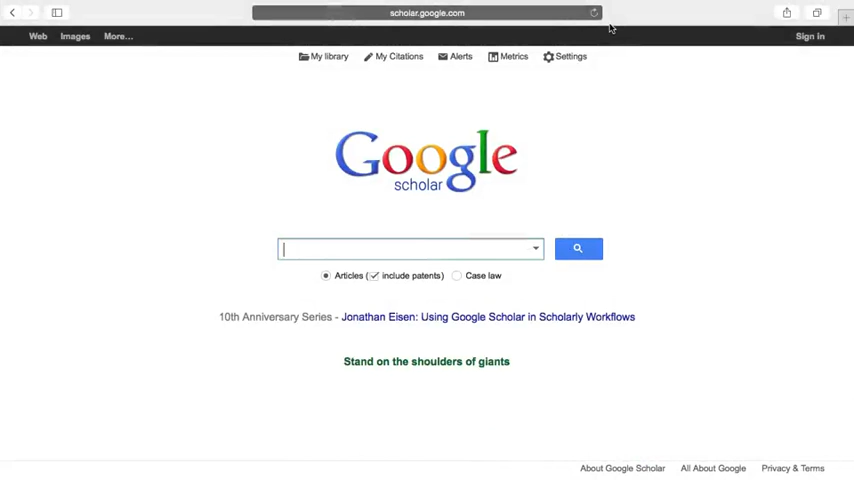 scholar.google.com
Web Images More... Sign in
My library My Citations Alerts Metrics Settings
Google
scholar
Articles ( include patents) Case law
10th Anniversary Series - Jonathan Eisen: Using Google Scholar in Scholarly Workflows
Stand on the shoulders of giants
About Google Scholar All About Google Privacy & Terms